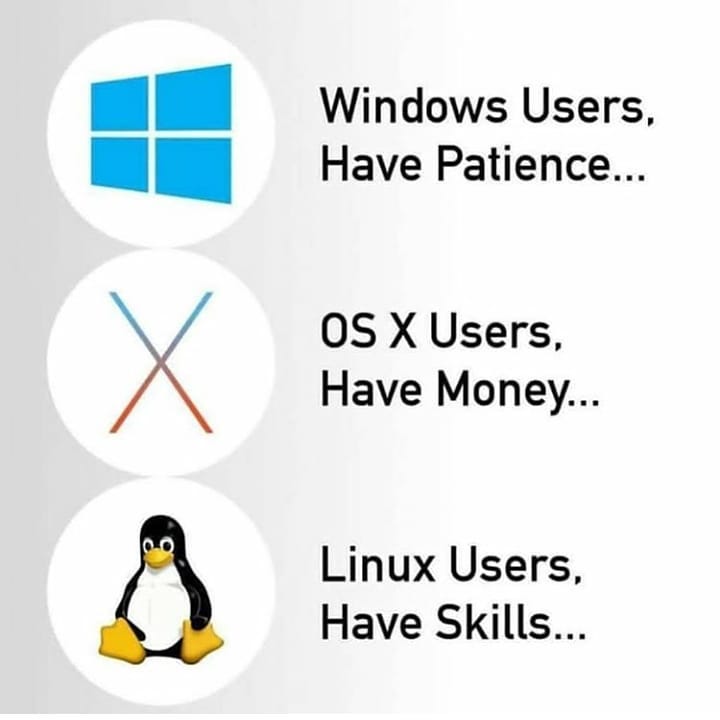 Windows Users,
Have Patience...
OS X Users,
Have Money...
Linux Users,
Have Skills...